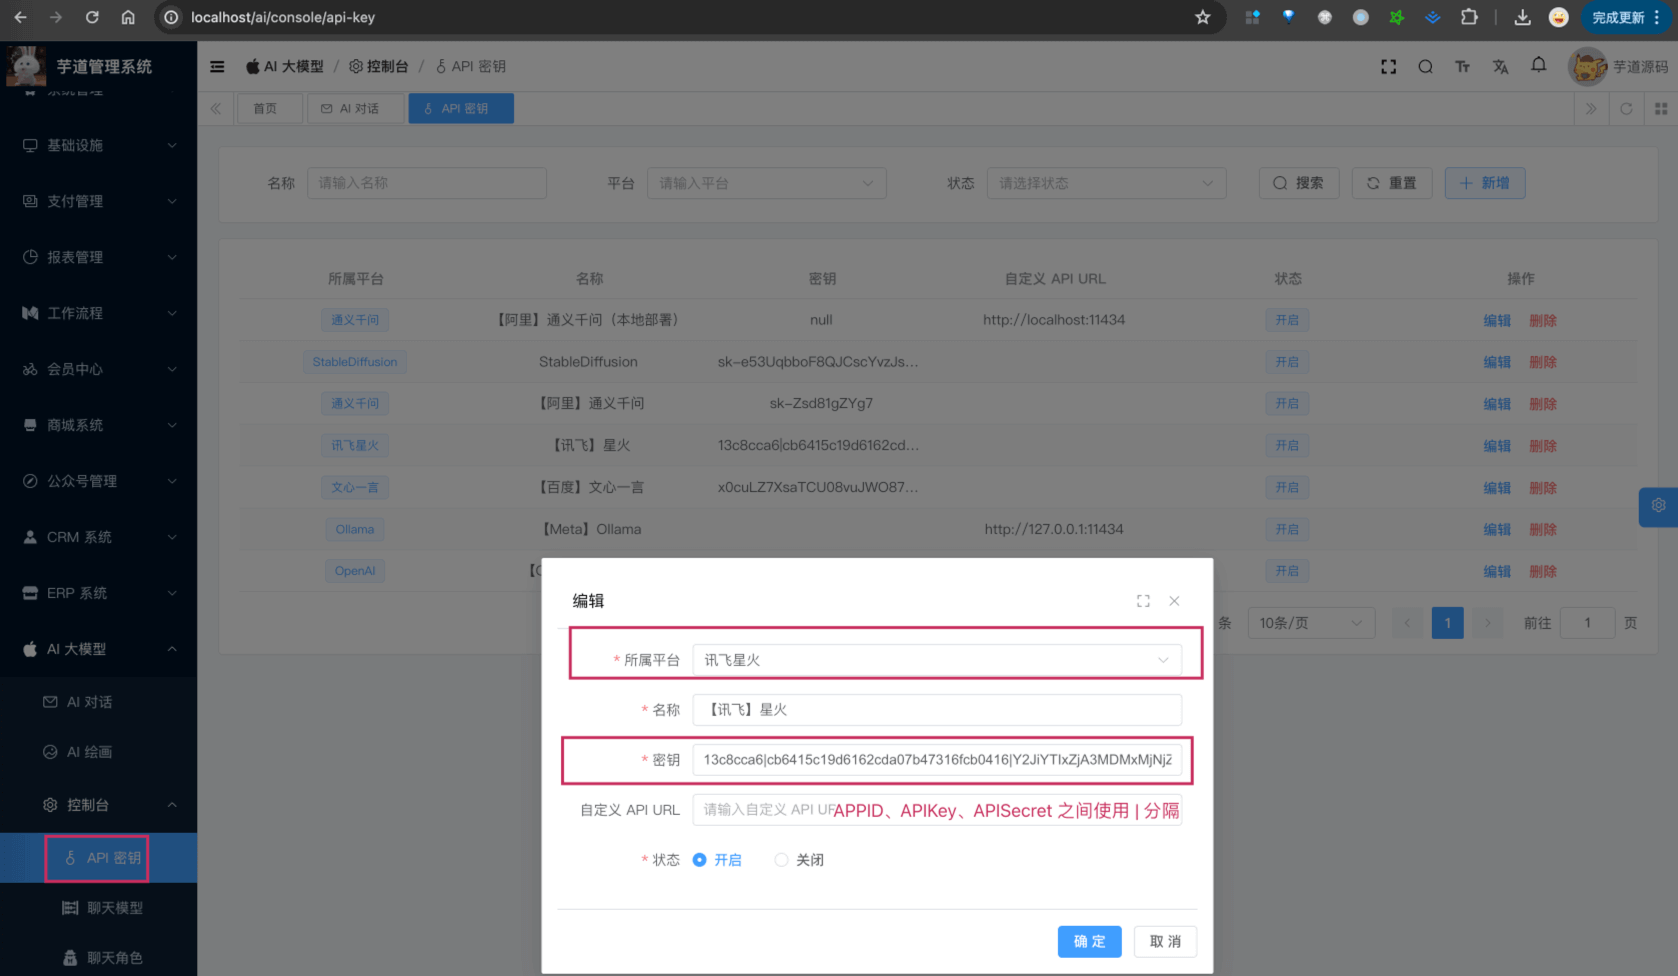 localhost/ai/console/api-key
完成更新
芋道管理系统
AI 大模型 / 控制台 / API 密钥
芋道源码
首页
AI 对话
API 密钥
系统管理
基础设施
支付管理
报表管理
工作流程
会员中心
商城系统
公众号管理
CRM 系统
ERP 系统
AI 大模型
AI 对话
AI 绘画
控制台
API 密钥
聊天模型
聊天角色
名称 请输入名称 平台 请输入平台 状态 请选择状态 搜索 重置 新增
所属平台 名称 密钥 自定义 API URL 状态 操作
通义千问 【阿里】通义千问（本地部署） null http://localhost:11434 开启 编辑 删除
StableDiffusion StableDiffusion sk-e53UqbboF8QJCscYvzJs... 开启 编辑 删除
通义千问 【阿里】通义千问 sk-Zsd81gZYg7 开启 编辑 删除
讯飞星火 【讯飞】星火 13c8cca6|cb6415c19d6162cd... 开启 编辑 删除
文心一言 【百度】文心一言 x0cuLZ7XsaTCU08vuJWO87... 开启 编辑 删除
Ollama 【Meta】Ollama http://127.0.0.1:11434 开启 编辑 删除
OpenAI 开启 编辑 删除
条 10条/页 1 前往 1 页
编辑
* 所属平台 讯飞星火
* 名称 【讯飞】星火
* 密钥 13c8cca6|cb6415c19d6162cda07b47316fcb0416|Y2JiYTIxZjA3MDMxMjNjZ
自定义 API URL 请输入自定义 API UR
APPID、APIKey、APISecret 之间使用 | 分隔
* 状态 开启 关闭
确 定 取 消